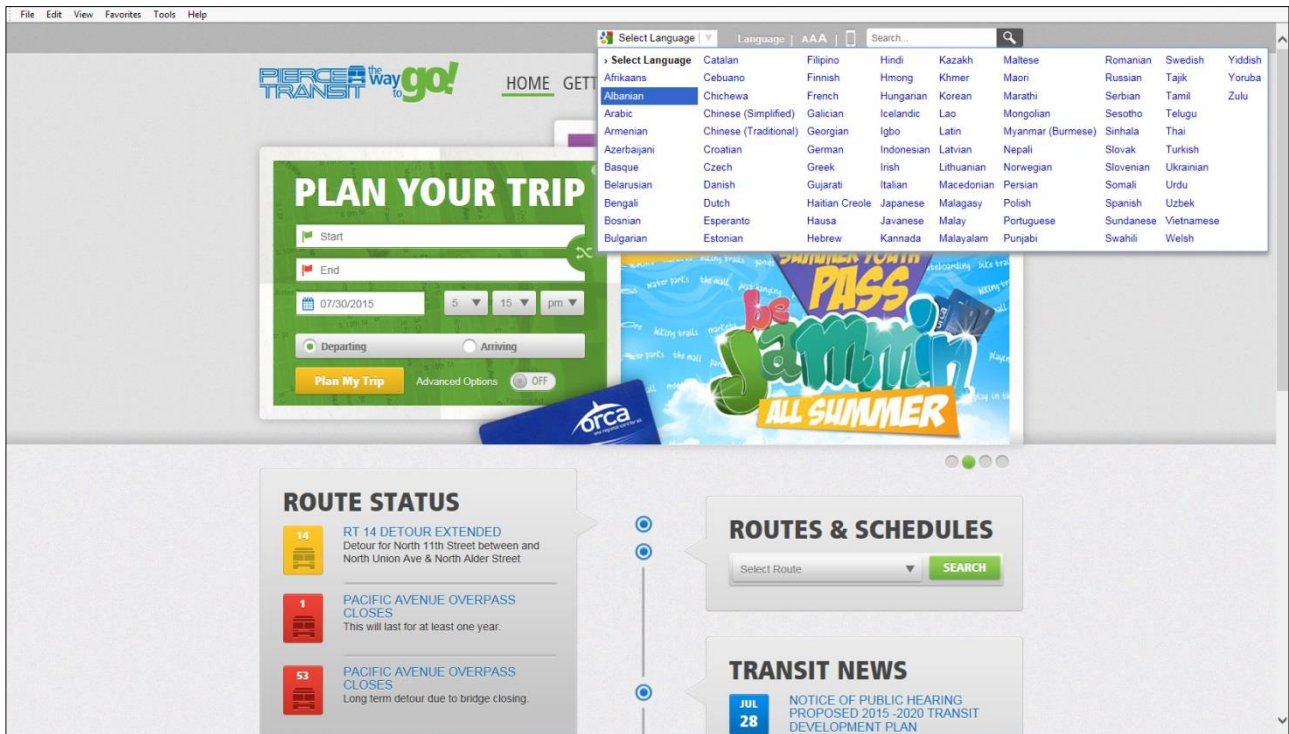 File Edit View Favorites Tools Help
Select Language Language | AAA | Search...
PIERCE TRANSIT the way to go!
HOME GETT
› Select Language Catalan Filipino Hindi Kazakh Maltese Romanian Swedish Yiddish
Afrikaans Cebuano Finnish Hmong Khmer Maori Russian Tajik Yoruba
Albanian Chichewa French Hungarian Korean Marathi Serbian Tamil Zulu
Arabic Chinese (Simplified) Galician Icelandic Lao Mongolian Sesotho Telugu
Armenian Chinese (Traditional) Georgian Igbo Latin Myanmar (Burmese) Sinhala Thai
Azerbaijani Croatian German Indonesian Latvian Nepali Slovak Turkish
Basque Czech Greek Irish Lithuanian Norwegian Slovenian Ukrainian
Belarusian Danish Gujarati Italian Macedonian Persian Somali Urdu
Bengali Dutch Haitian Creole Japanese Malagasy Polish Spanish Uzbek
Bosnian Esperanto Hausa Javanese Malay Portuguese Sundanese Vietnamese
Bulgarian Estonian Hebrew Kannada Malayalam Punjabi Swahili Welsh
PLAN YOUR TRIP
Start
End
07/30/2015 5 15 pm
Departing Arriving
Plan My Trip Advanced Options OFF
SUMMER YOUTH
PASS
be
jammin
ALL SUMMER
orca
ROUTE STATUS
14 RT 14 DETOUR EXTENDED
Detour for North 11th Street between and
North Union Ave & North Alder Street
1 PACIFIC AVENUE OVERPASS
CLOSES
This will last for at least one year.
53 PACIFIC AVENUE OVERPASS
CLOSES
Long term detour due to bridge closing.
ROUTES & SCHEDULES
Select Route SEARCH
TRANSIT NEWS
JUL
28
NOTICE OF PUBLIC HEARING
PROPOSED 2015 -2020 TRANSIT
DEVELOPMENT PLAN